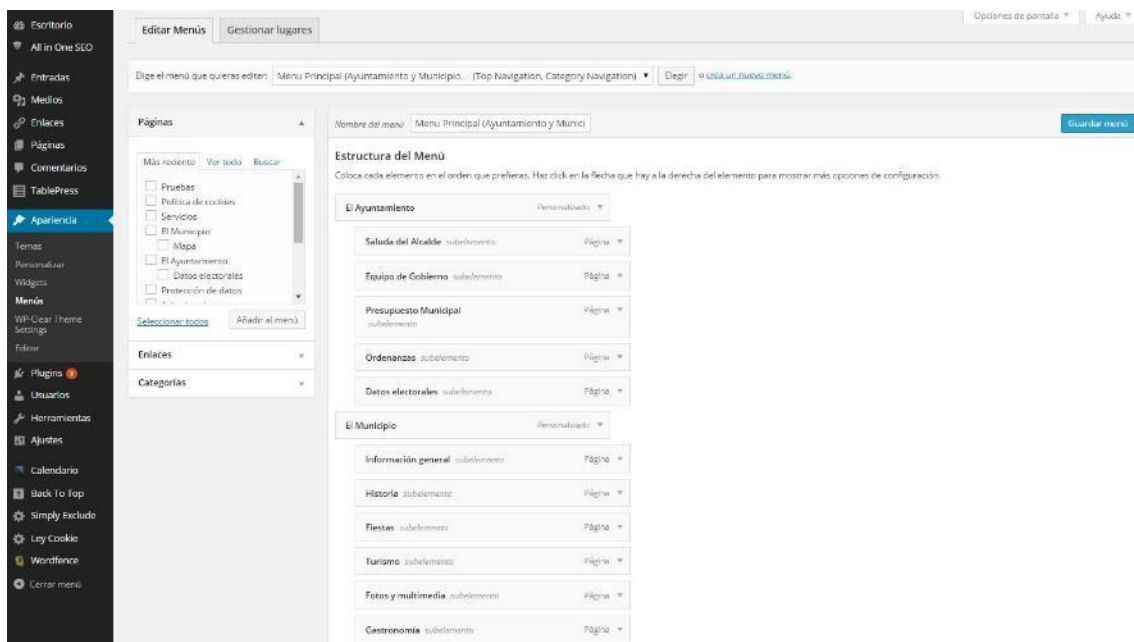 Escritorio
All in One SEO
Entradas
Medios
Enlaces
Páginas
Comentarios
TablePress
Apariencia
Temas
Personalizar
Widgets
Menús
WP-Clear Theme
Settings
Editor
Plugins
Usuarios
Herramientas
Ajustes
Calendario
Back To Top
Simply Exclude
Ley Cookie
Wordfence
Cerrar menú
Opciones de pantalla Ayuda
Editar Menús Gestionar lugares
Elige el menú que quieras editar: Menu Principal (Ayuntamiento y Municipio... (Top Navigation, Category Navigation) Elegir o crea un nuevo menú.
Páginas
Más reciente Ver todo Buscar
Pruebas
Política de cookies
Servicios
El Municipio
Mapa
El Ayuntamiento
Datos electorales
Protección de datos
Seleccionar todos Añadir al menú
Enlaces
Categorías
Nombre del menú Menu Principal (Ayuntamiento y Munici Guardar menú
Estructura del Menú
Coloca cada elemento en el orden que prefieras. Haz click en la flecha que hay a la derecha del elemento para mostrar más opciones de configuración.
El Ayuntamiento Personalizado
Saluda del Alcalde subelemento Página
Equipo de Gobierno subelemento Página
Presupuesto Municipal Página
subelemento
Ordenanzas subelemento Página
Datos electorales subelemento Página
El Municipio Personalizado
Información general subelemento Página
Historia subelemento Página
Fiestas subelemento Página
Turismo subelemento Página
Fotos y multimedia subelemento Página
Gastronomía subelemento Página